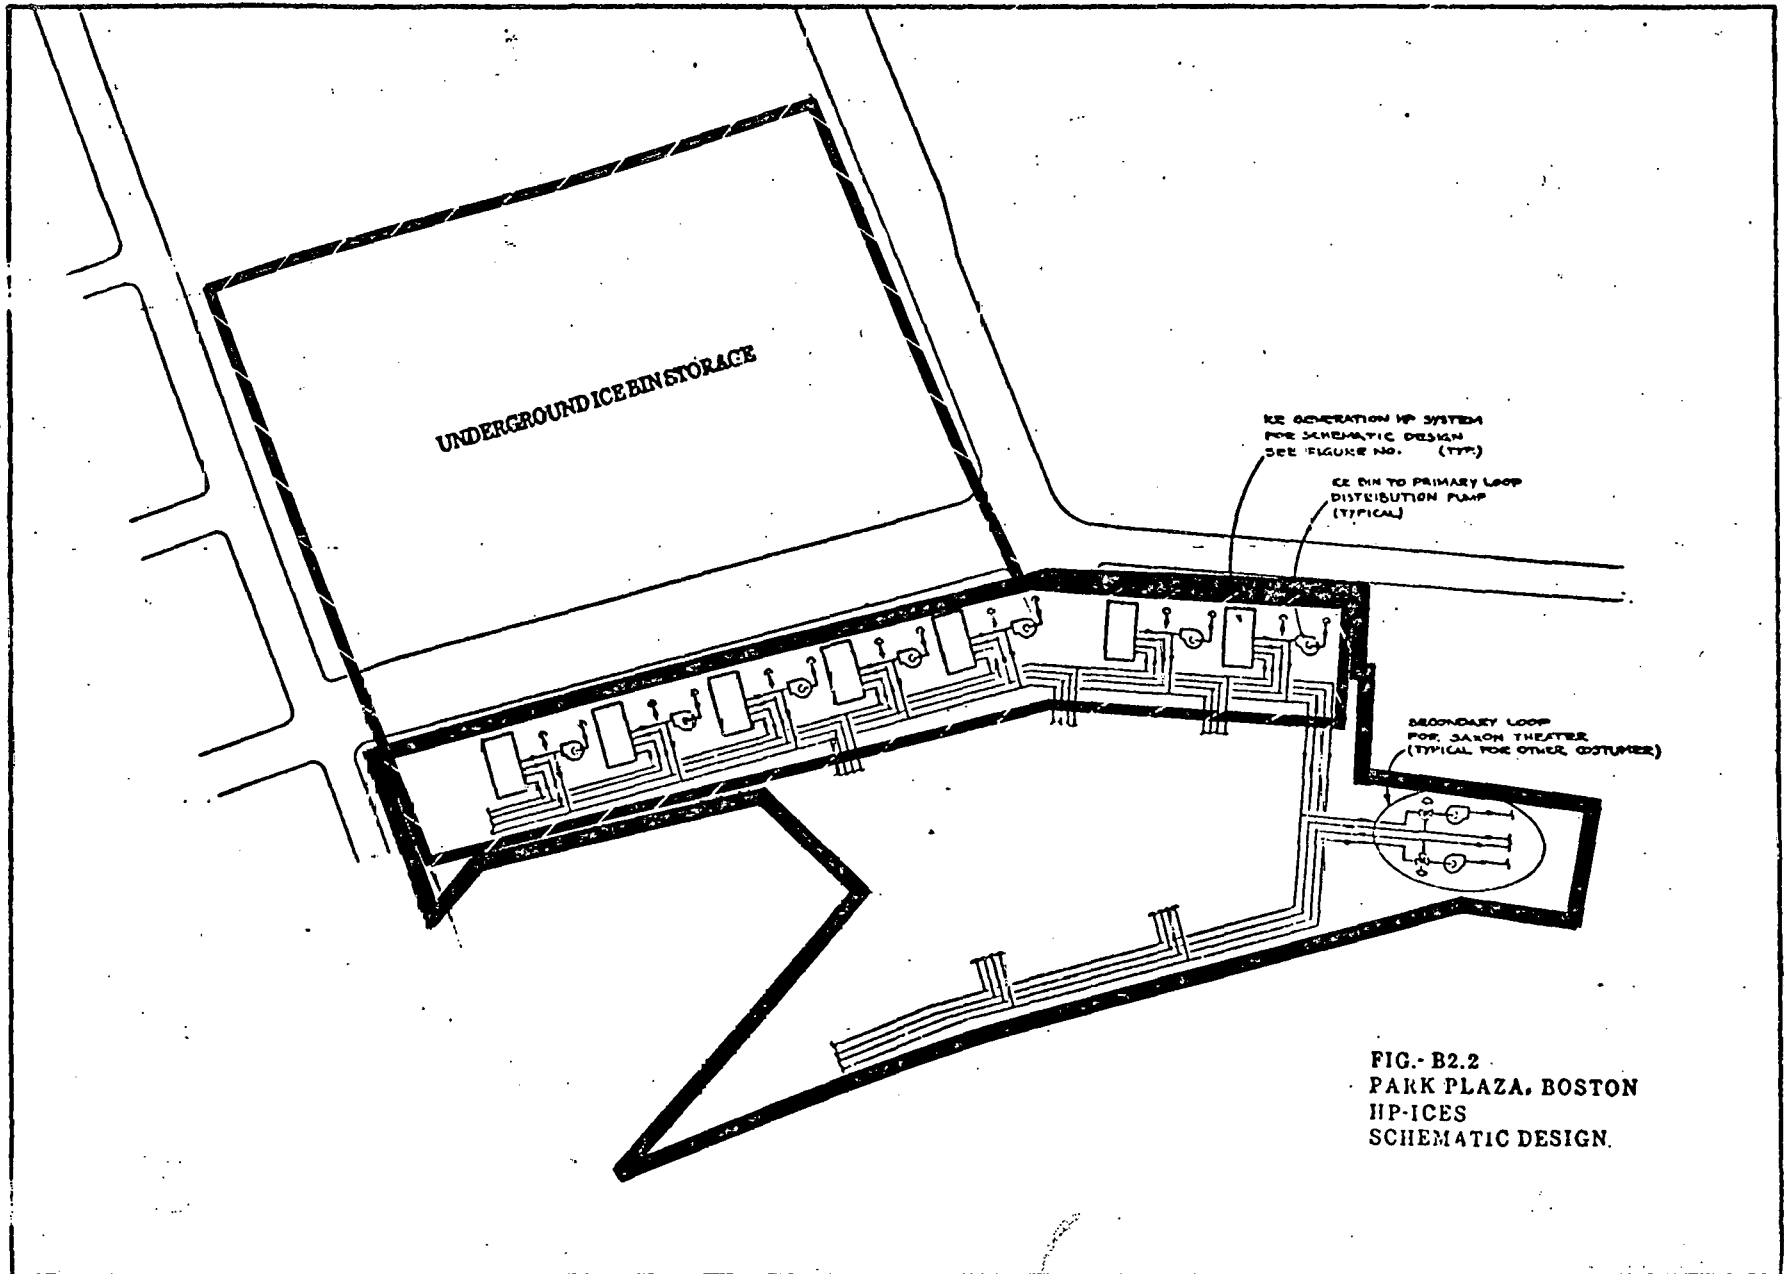 UNDERGROUND ICE BIN STORAGE
ICE GENERATION HP SYSTEM
FOR SCHEMATIC DESIGN
SEE FIGURE NO. (TYP.)
ICE BIN TO PRIMARY LOOP
DISTRIBUTION PUMP
(TYPICAL)
SECONDARY LOOP
FOR SAXON THEATER
(TYPICAL FOR OTHER COSTUMER)
FIG.- B2.2
PARK PLAZA, BOSTON
HP-ICES
SCHEMATIC DESIGN.